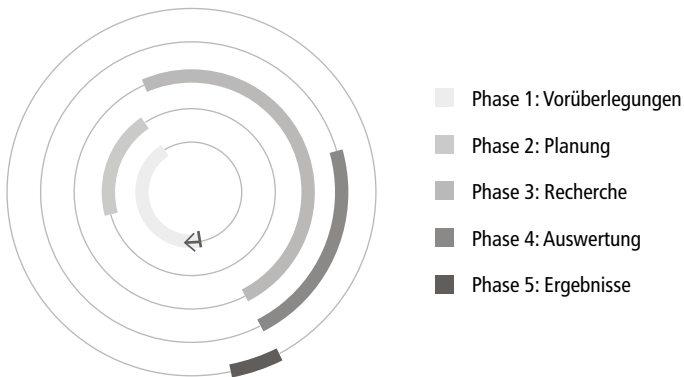 Phase 1: Vorüberlegungen
Phase 2: Planung
Phase 3: Recherche
Phase 4: Auswertung
Phase 5: Ergebnisse